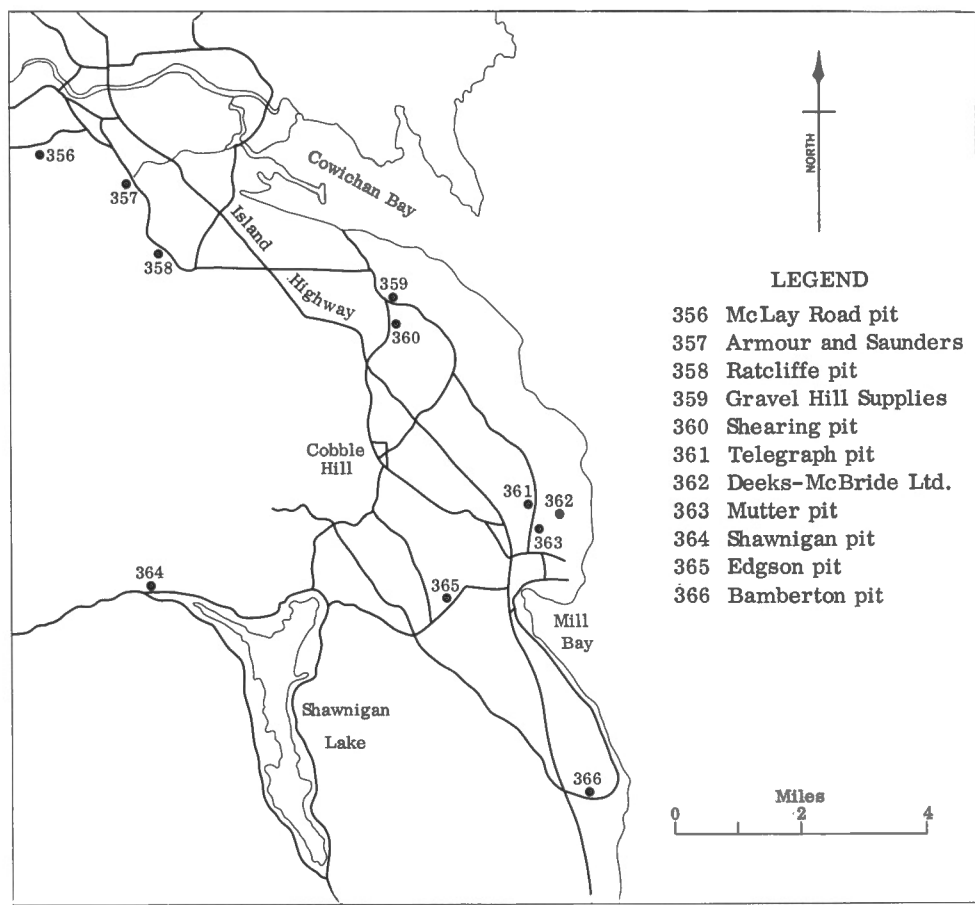 356
357
358
Cowichan Bay
Island
Highway
359
360
Cobble
Hill
361
362
363
364
365
Mill
Bay
Shawnigan
Lake
366
NORTH
LEGEND
356 McLay Road pit
357 Armour and Saunders
358 Ratcliffe pit
359 Gravel Hill Supplies
360 Shearing pit
361 Telegraph pit
362 Deeks-McBride Ltd.
363 Mutter pit
364 Shawnigan pit
365 Edgson pit
366 Bamberton pit
Miles
0 2 4